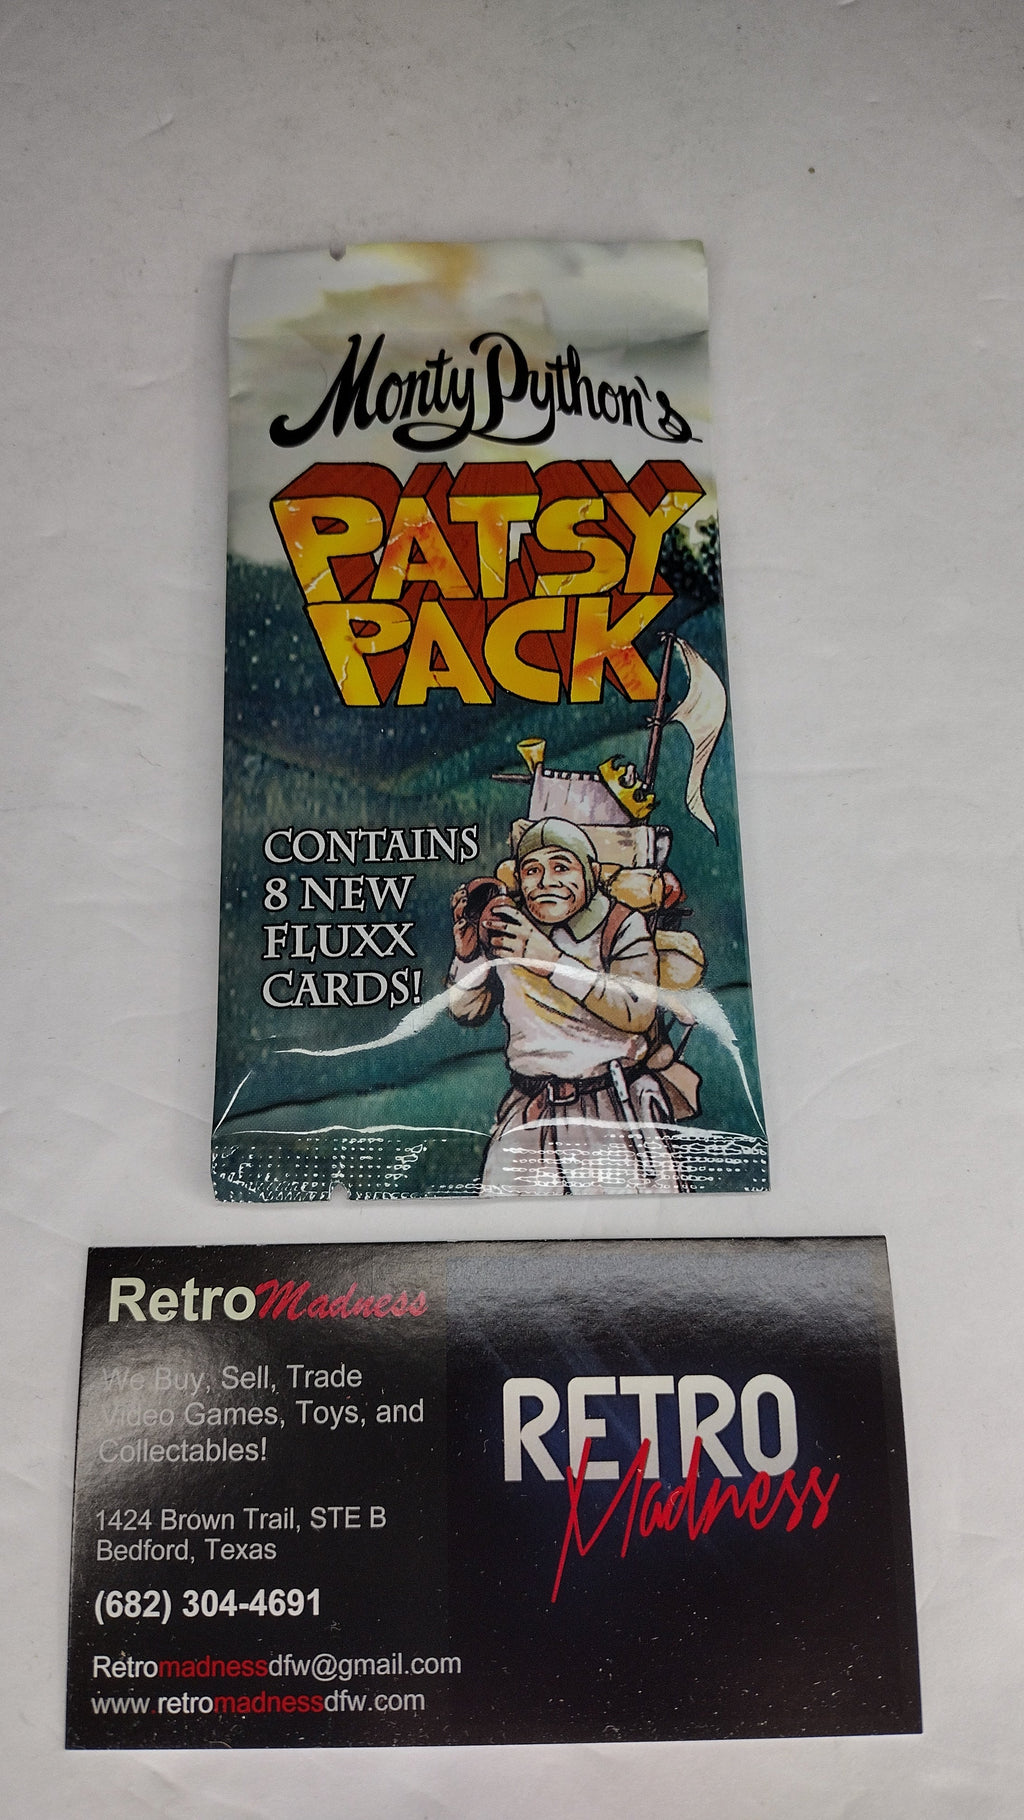 Monty Python's
PATSY
PACK
CONTAINS
8 NEW
FLUXX
CARDS!
RetroMadness
We Buy, Sell, Trade
Video Games, Toys, and
Collectables!
1424 Brown Trail, STE B
Bedford, Texas
(682) 304-4691
Retromadnessdfw@gmail.com
www.retromadnessdfw.com
RETRO
Madness